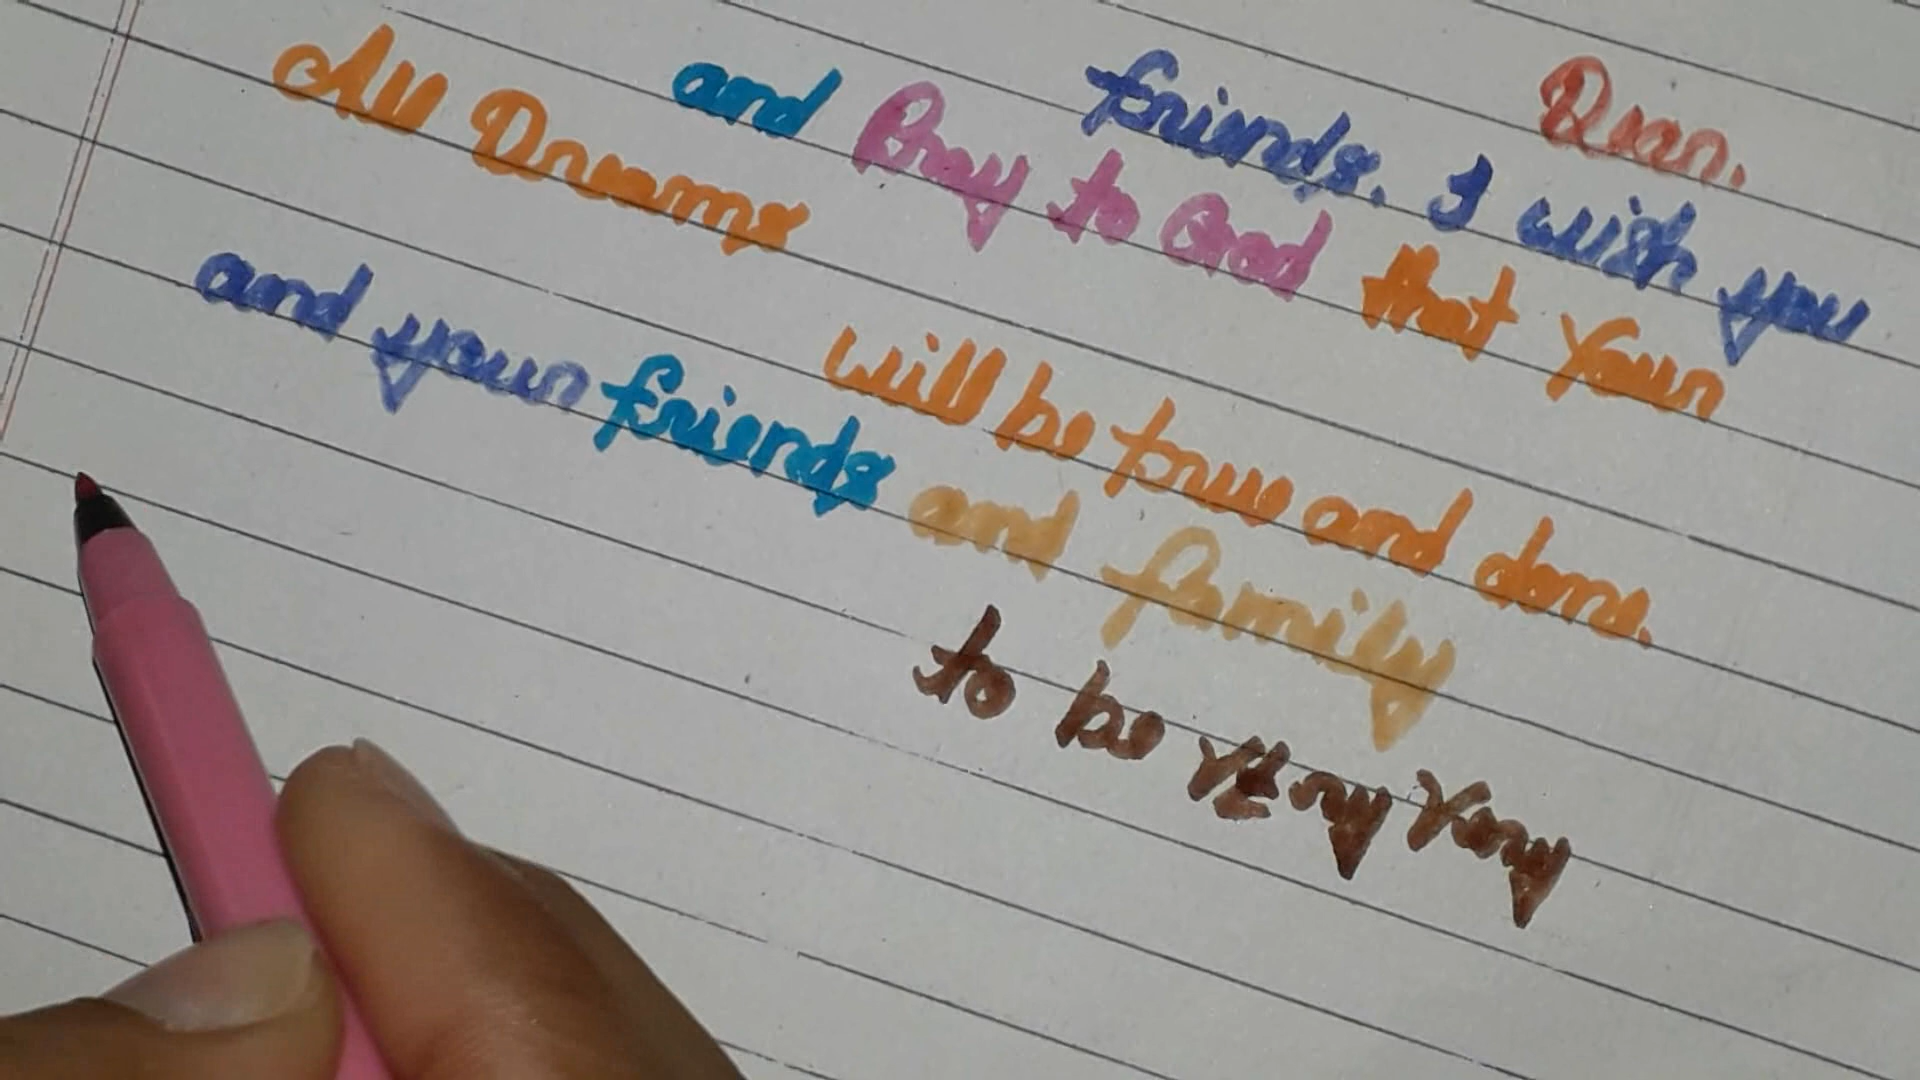 Dear.
friends. I wish you
and Pray to God that Your
All Dreams
will be true and done.
and your friends and family
to be very Very